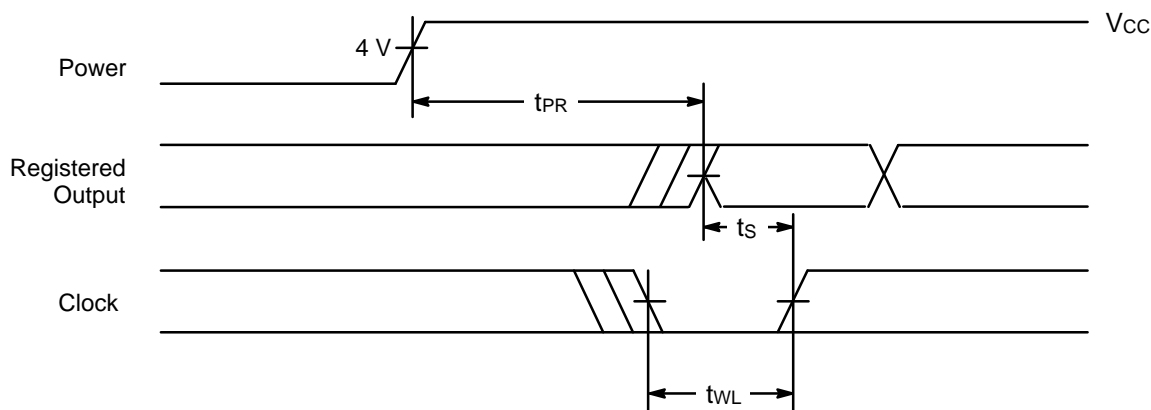 VCC
4 V
Power
tPR
Registered
Output
tS
Clock
tWL